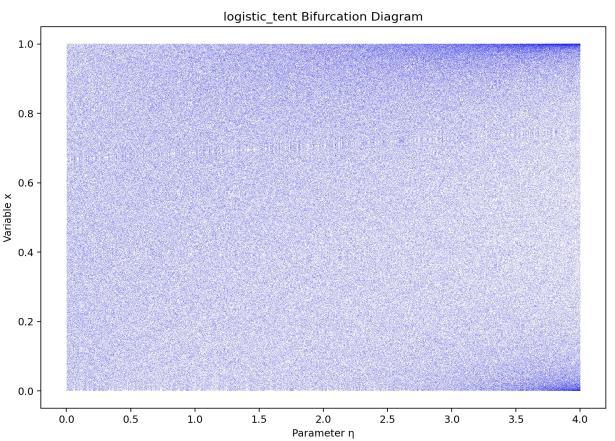 logistic_tent Bifurcation Diagram
1.0
0.8
0.6
0.4
0.2
0.0
Variable x
0.0 0.5 1.0 1.5 2.0 2.5 3.0 3.5 4.0
Parameter η